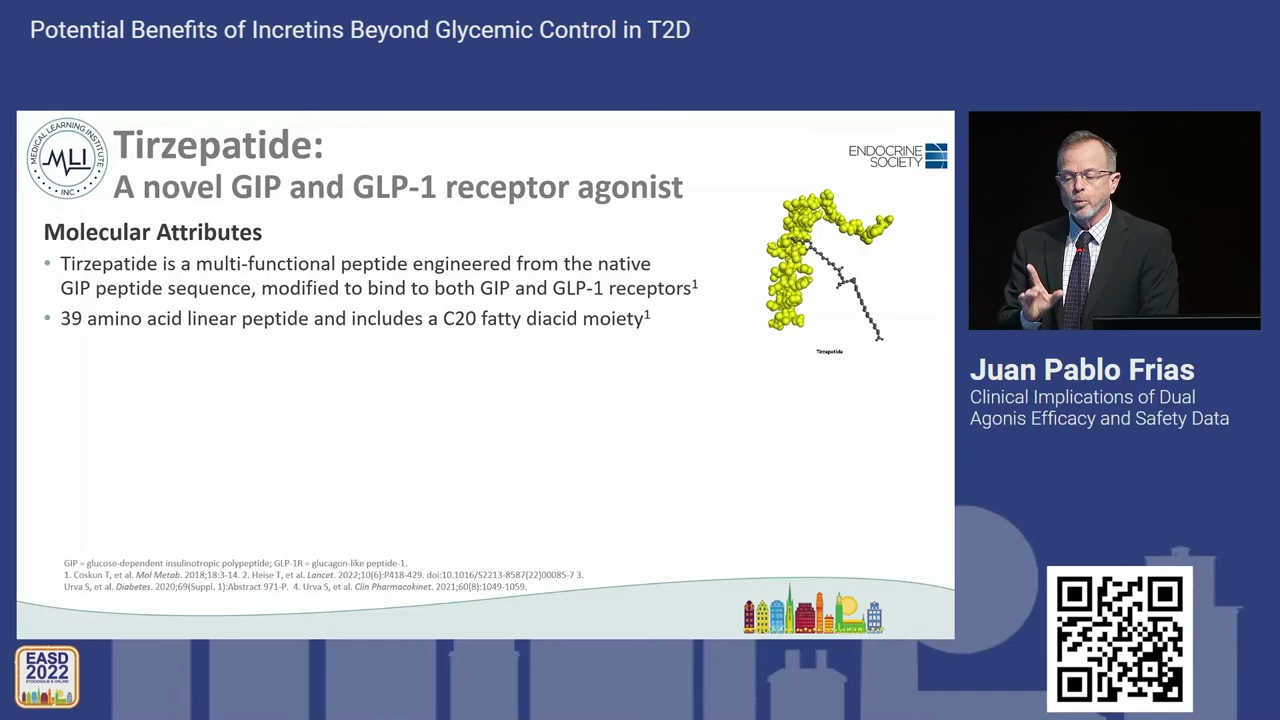 Potential Benefits of Incretins Beyond Glycemic Control in T2D
MEDICAL LEARNING INSTITUTE
MLI
INC
Tirzepatide:
A novel GIP and GLP-1 receptor agonist
ENDOCRINE
SOCIETY
Molecular Attributes
• Tirzepatide is a multi-functional peptide engineered from the native
GIP peptide sequence, modified to bind to both GIP and GLP-1 receptors¹
• 39 amino acid linear peptide and includes a C20 fatty diacid moiety¹
Tirzepatide
GIP = glucose-dependent insulinotropic polypeptide; GLP-1R = glucagon-like peptide-1.
1. Coskun T, et al. Mol Metab. 2018;18:3-14. 2. Heise T, et al. Lancet. 2022;10(6):P418-429. doi:10.1016/S2213-8587(22)00085-7 3.
Urva S, et al. Diabetes. 2020;69(Suppl. 1):Abstract 971-P. 4. Urva S, et al. Clin Pharmacokinet. 2021;60(8):1049-1059.
Juan Pablo Frias
Clinical Implications of Dual
Agonis Efficacy and Safety Data
EASD
2022
STOCKHOLM & ONLINE